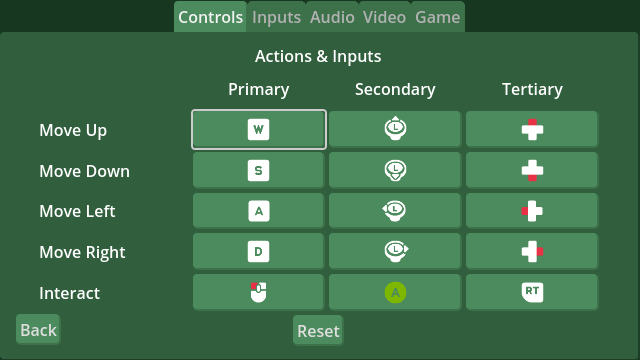 Controls Inputs Audio Video Game
Actions & Inputs
Primary Secondary Tertiary
Move Up W L
Move Down S L
Move Left A L
Move Right D L
Interact A RT
Back Reset